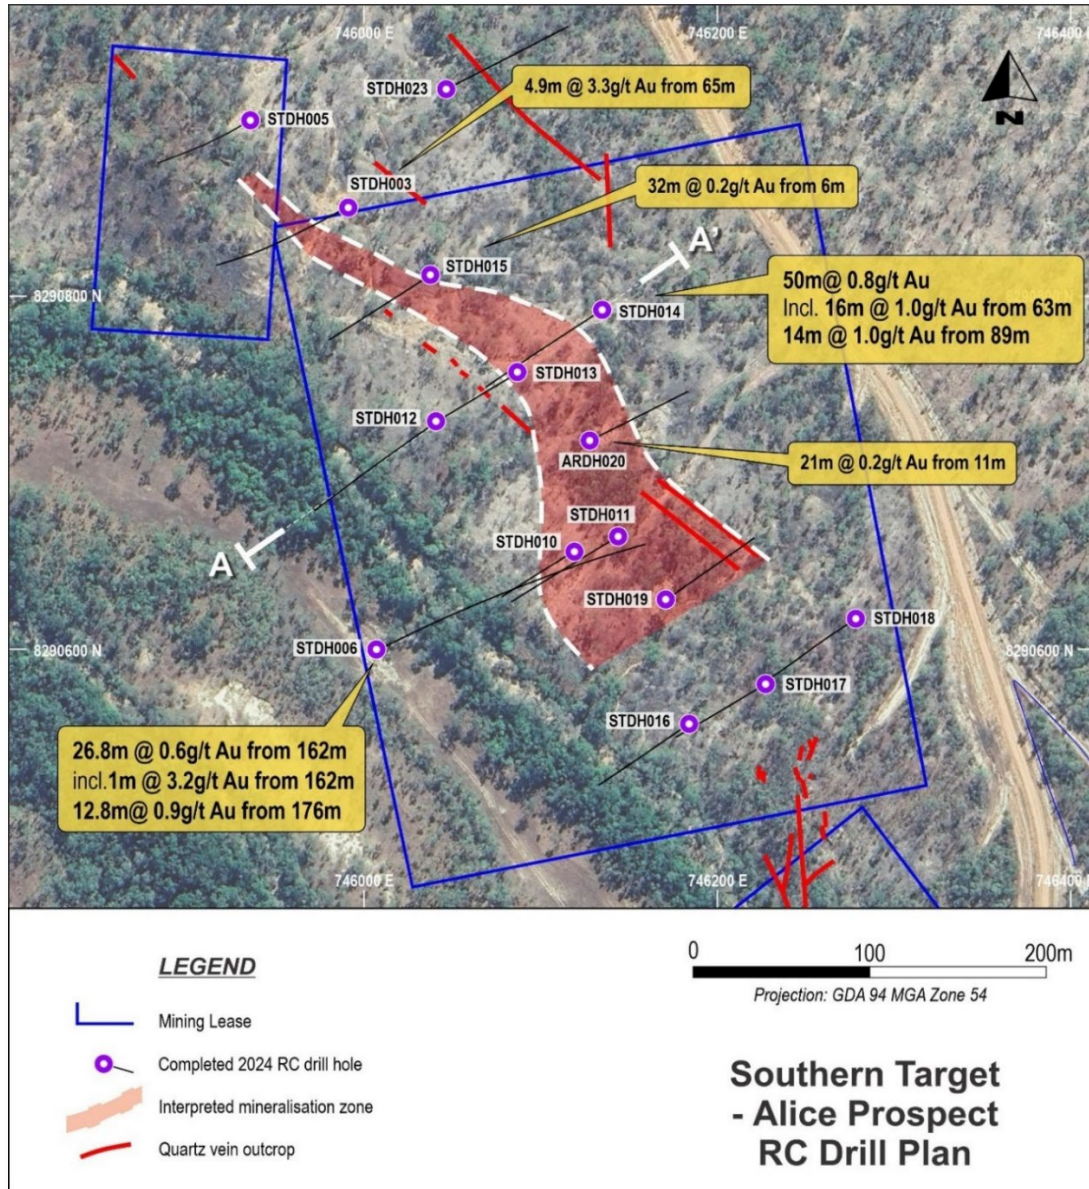 746000 E
746200 E
746400 E
STDH023
4.9m @ 3.3g/t Au from 65m
N
STDH005
STDH003
32m @ 0.2g/t Au from 6m
A'
STDH015
50m@ 0.8g/t Au
Incl. 16m @ 1.0g/t Au from 63m
14m @ 1.0g/t Au from 89m
8290800 N
8290800 N
STDH014
STDH013
STDH012
ARDH020
21m @ 0.2g/t Au from 11m
STDH011
STDH010
A
STDH019
STDH018
STDH006
8290600 N
8290600 N
STDH017
STDH016
26.8m @ 0.6g/t Au from 162m
incl.1m @ 3.2g/t Au from 162m
12.8m@ 0.9g/t Au from 176m
746000 E
746200 E
746400 E
LEGEND
Mining Lease
Completed 2024 RC drill hole
Interpreted mineralisation zone
Quartz vein outcrop
0 100 200m
Projection: GDA 94 MGA Zone 54
Southern Target
- Alice Prospect
RC Drill Plan